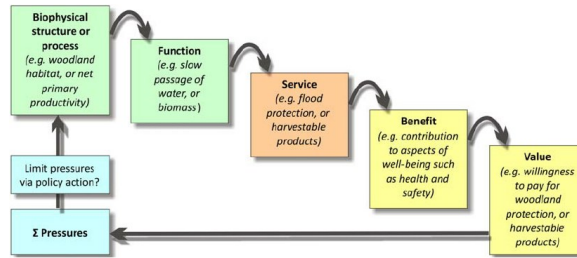 Biophysical
structure or
process
(e.g. woodland
habitat, or net
primary
productivity)
Function
(e.g. slow
passage of
water, or
biomass)
Service
(e.g. flood
protection, or
harvestable
products)
Benefit
(e.g. contribution
to aspects of
well-being such
as health and
safety)
Value
(e.g. willingness
to pay for
woodland
protection, or
harvestable
products)
Limit pressures
via policy action?
Σ Pressures